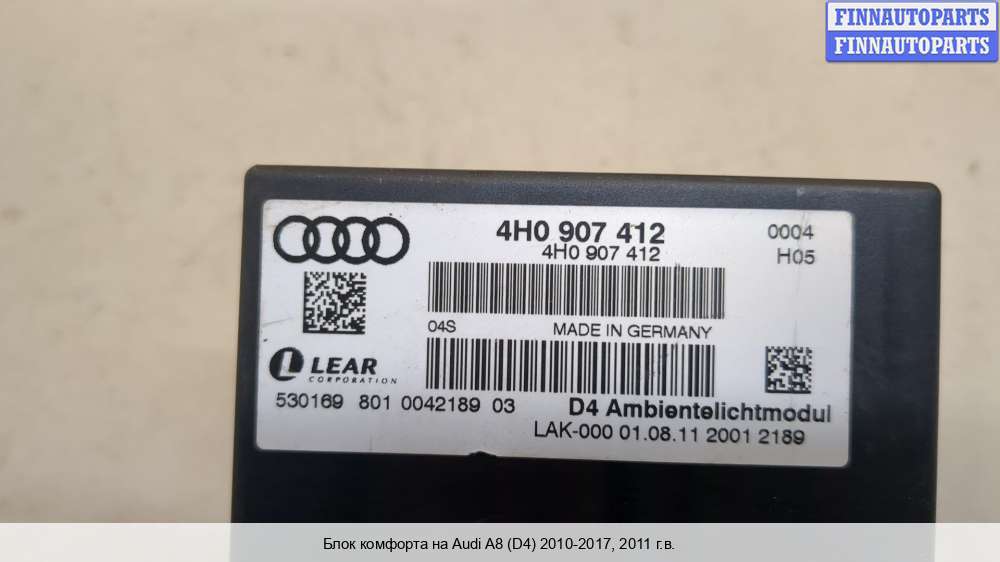 FINNAUTOPARTS
FINNAUTOPARTS
4H0 907 412
0004
4H0 907 412
H05
04S
MADE IN GERMANY
LEAR
CORPORATION
530169 801 0042189 03
D4 Ambientelichtmodul
LAK-000 01.08.11 2001 2189
Блок комфорта на Audi A8 (D4) 2010-2017, 2011 г.в.